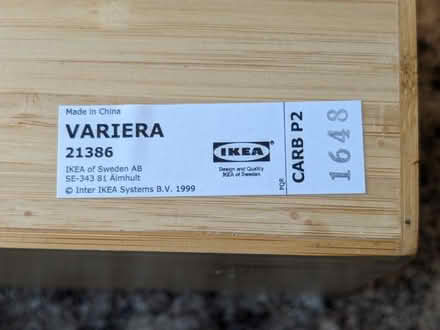 Made in China
VARIERA
21386
IKEA of Sweden AB
SE-343 81 Älmhult
© Inter IKEA Systems B.V. 1999
IKEA
Design and Quality
IKEA of Sweden
PQR
CARB P2
1648